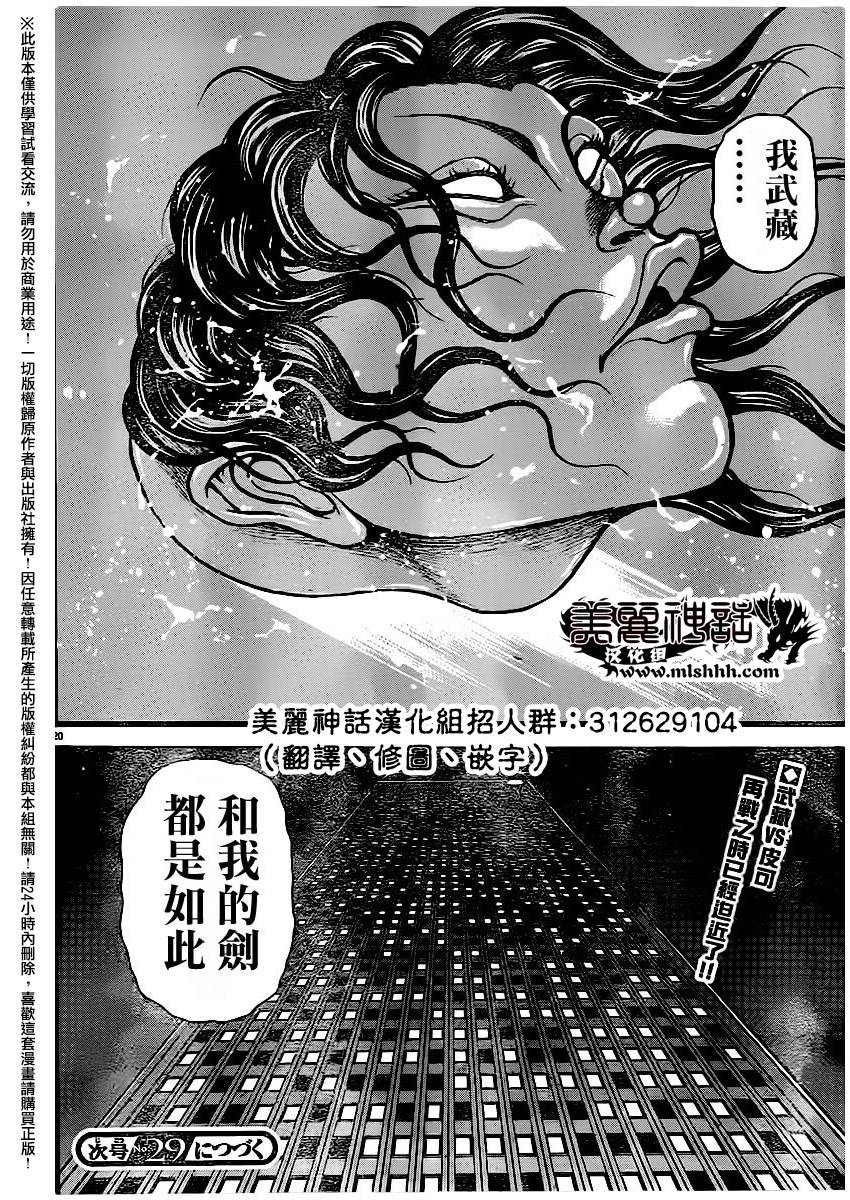 ※此版本僅供學習試看交流，請勿用於商業用途！一切版權歸原作者與出版社擁有！因任意轉載所產生的版權糾紛都與本組無關！請24小時內刪除，喜歡這套漫畫請購買正版！
我武藏
……
美麗神話
汉化组
www.mlshhh.com
美麗神話漢化組招人群：312629104
（翻譯、修圖、嵌字）
20
武藏VS皮可
再戰之時已經迫近了!!
和我的劍
都是如此
次号 29 につづく